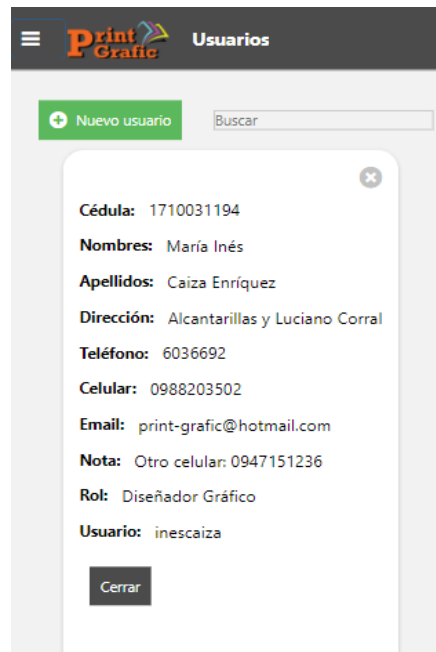 Print
Grafic
Usuarios
Nuevo usuario
Buscar
Cédula: 1710031194
Nombres: María Inés
Apellidos: Caiza Enríquez
Dirección: Alcantarillas y Luciano Corral
Teléfono: 6036692
Celular: 0988203502
Email: print-grafic@hotmail.com
Nota: Otro celular: 0947151236
Rol: Diseñador Gráfico
Usuario: inescaiza
Cerrar